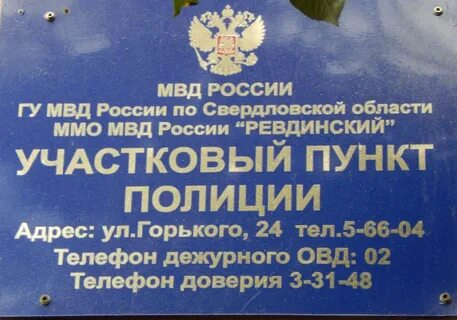 МВД РОССИИ
ГУ МВД России по Свердловской области
ММО МВД России "РЕВДИНСКИЙ"
УЧАСТКОВЫЙ ПУНКТ
ПОЛИЦИИ
Адрес: ул.Горького, 24 тел.5-66-04
Телефон дежурного ОВД: 02
Телефон доверия 3-31-48